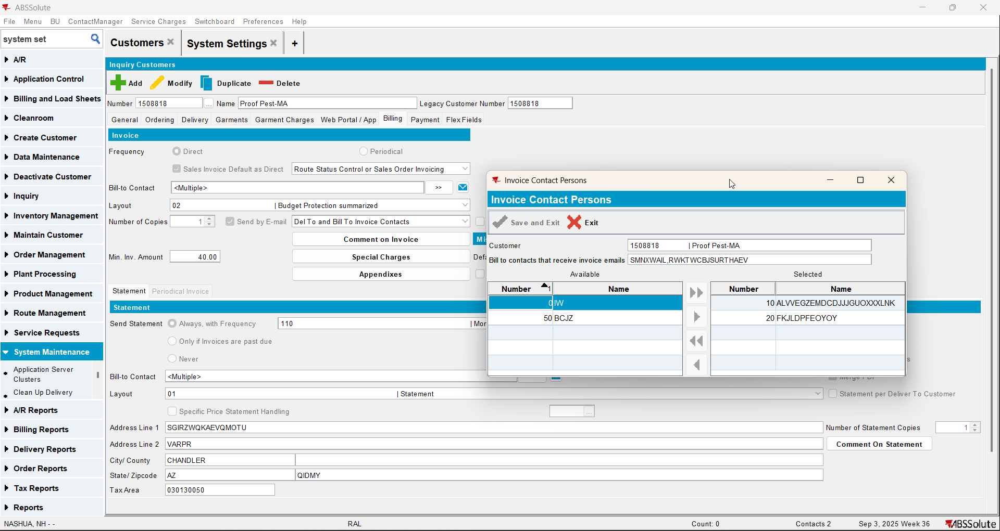 ABSSolute
File Menu BU ContactManager Service Charges Switchboard Preferences Help
system set
Customers
System Settings
+
A/R
Application Control
Billing and Load Sheets
Cleanroom
Create Customer
Data Maintenance
Deactivate Customer
Inquiry
Inventory Management
Maintain Customer
Order Management
Plant Processing
Product Management
Route Management
Service Requests
System Maintenance
Application Server
Clusters
Clean Up Delivery
A/R Reports
Billing Reports
Delivery Reports
Order Reports
Tax Reports
Reports
Inquiry Customers
Add Modify Duplicate Delete
Number 1508818 ... Name Proof Pest-MA Legacy Customer Number 1508818
General Ordering Delivery Garments Garment Charges Web Portal / App Billing Payment Flex Fields
Invoice
Frequency Direct Periodical
Sales Invoice Default as Direct Route Status Control or Sales Order Invoicing
Bill-to Contact <Multiple> >>
Layout 02 | Budget Protection summarized
Number of Copies 1 Send by E-mail Del To and Bill To Invoice Contacts
Comment on Invoice Mi
Min. Inv. Amount 40.00 Special Charges Defa
Appendixes
Statement Periodical Invoice
Statement
Send Statement Always, with Frequency 110 | Mon
Only if Invoices are past due
Never
Bill-to Contact <Multiple>
Layout 01 | Statement Statement per Deliver To Customer
Specific Price Statement Handling ...
Address Line 1 SGIRZWQKAEVQMOTU Number of Statement Copies 1
Address Line 2 VARPR Comment On Statement
City/ County CHANDLER
State/ Zipcode AZ QIDMY
Tax Area 030130050
Invoice Contact Persons
Invoice Contact Persons
Save and Exit Exit
Customer 1508818 | Proof Pest-MA
Bill to contacts that receive invoice emails SMNXWAIL,RWKTWCBJSURTHAEV
Available Selected
Number 1 Name Number Name
0 IW 10 ALVVEGZEMDCDJJJGUOXXXLNK
50 BCJZ 20 FKJLDPFEOYOY
s
NASHUA, NH - - RAL Count: 0 Contacts 2 Sep 3, 2025 Week 36 ABSSolute